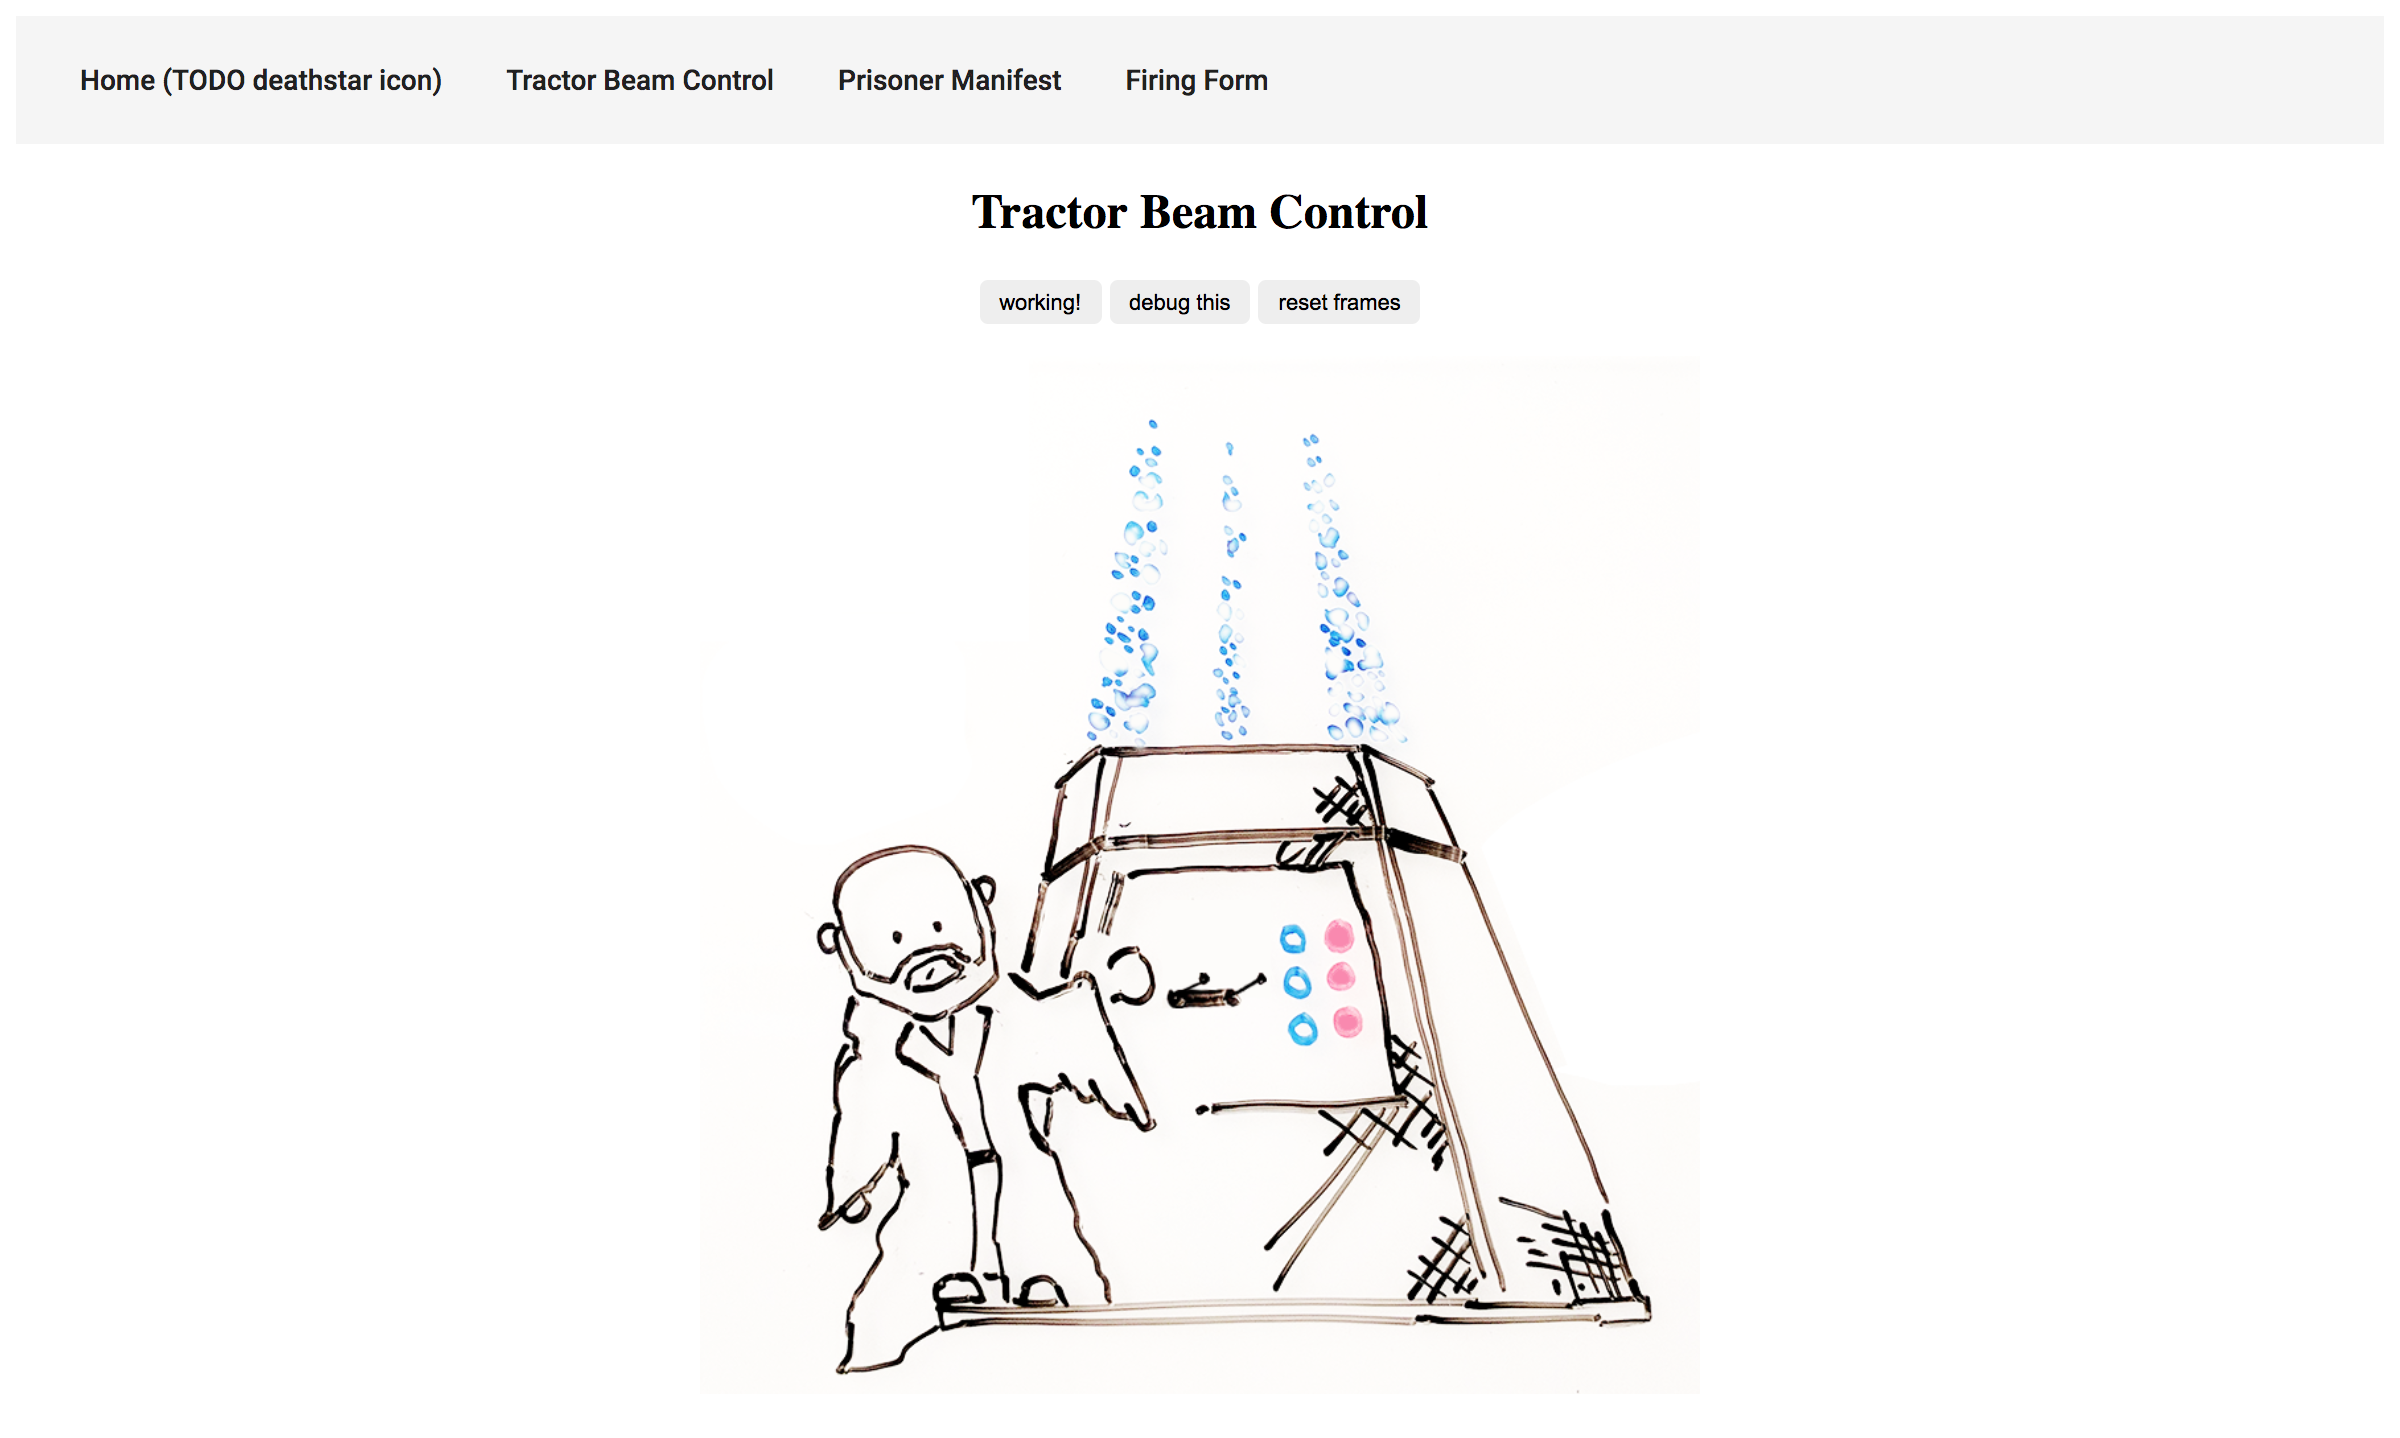 Home (TODO deathstar icon) Tractor Beam Control Prisoner Manifest Firing Form
Tractor Beam Control
working! debug this reset frames